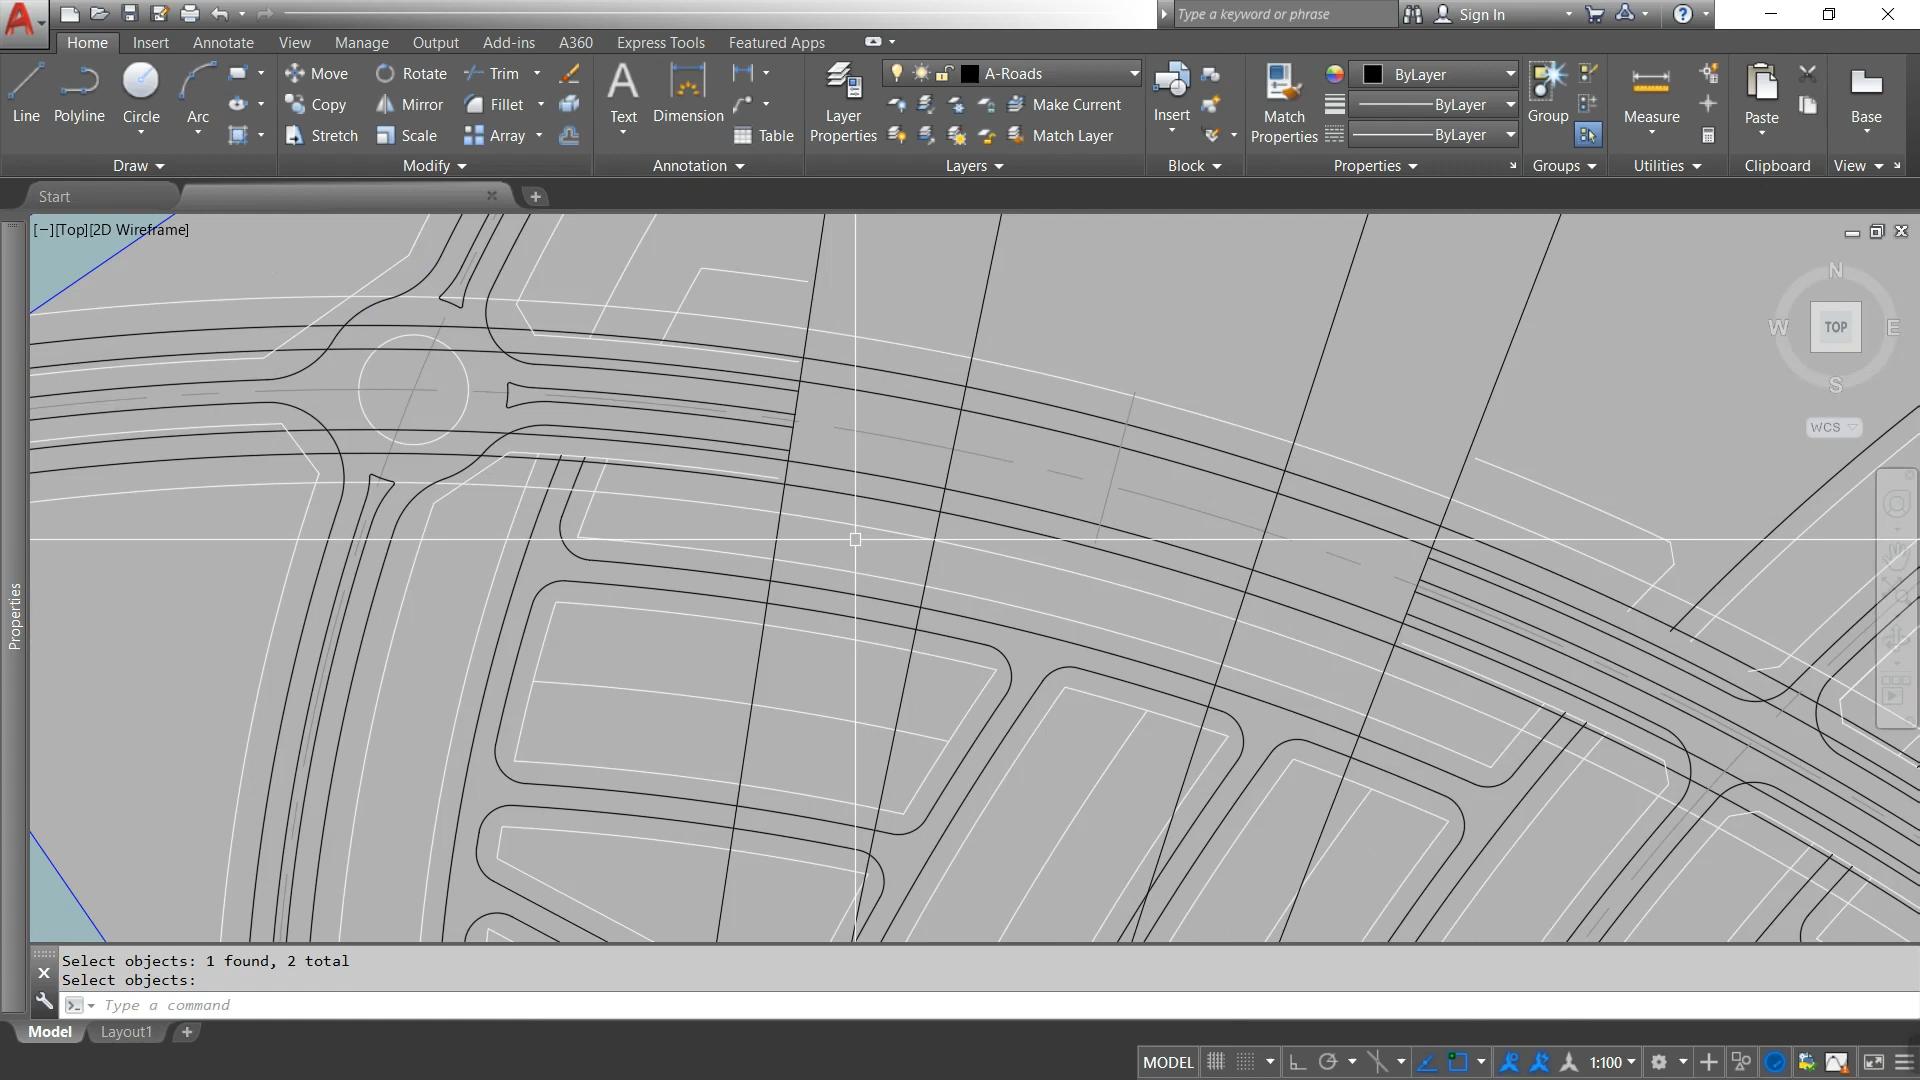 Type a keyword or phrase
Sign In
Home Insert Annotate View Manage Output Add-ins A360 Express Tools Featured Apps
Line Polyline Circle Arc
Draw
Move Rotate Trim
Copy Mirror Fillet
Stretch Scale Array
Modify
Text Dimension Table
Annotation
Layer Properties
A-Roads
Make Current
Match Layer
Layers
Insert
Block
Match Properties
ByLayer
ByLayer
ByLayer
Properties
Group
Groups
Measure
Utilities
Paste
Clipboard
Base
View
Start
[−][Top][2D Wireframe]
N
W TOP E
S
WCS
Properties
Select objects: 1 found, 2 total
Select objects:
Type a command
Model Layout1
MODEL 1:100